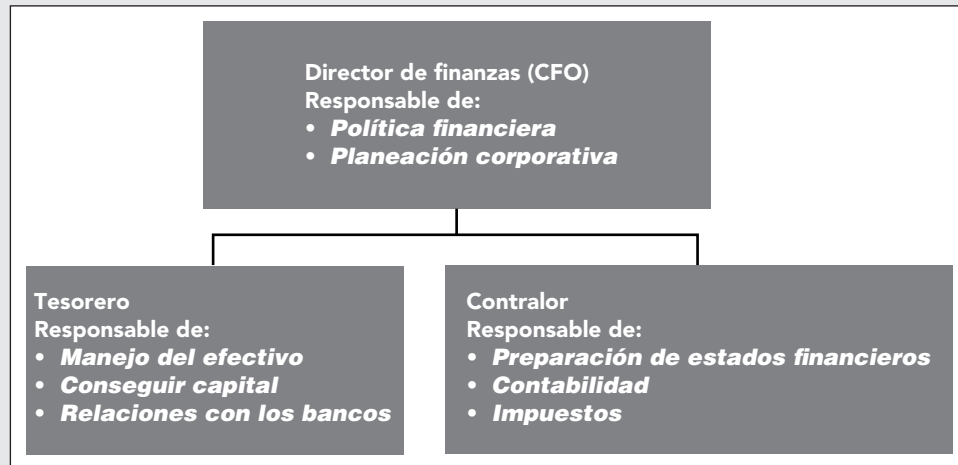 Director de finanzas (CFO)
Responsable de:
• Política financiera
• Planeación corporativa
Tesorero
Responsable de:
• Manejo del efectivo
• Conseguir capital
• Relaciones con los bancos
Contralor
Responsable de:
• Preparación de estados financieros
• Contabilidad
• Impuestos